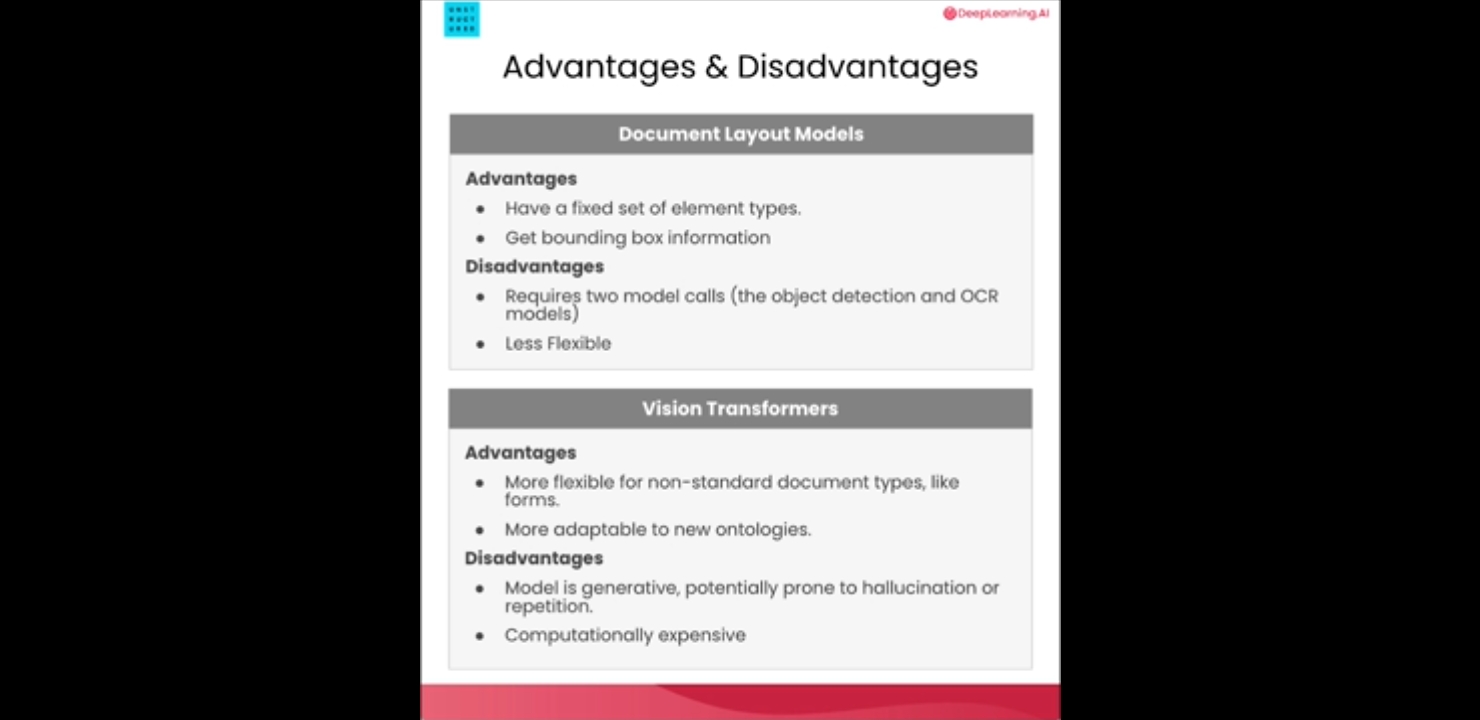 UNST
RUCT
URED
DeepLearning.AI
Advantages & Disadvantages
Document Layout Models
Advantages
● Have a fixed set of element types.
● Get bounding box information
Disadvantages
● Requires two model calls (the object detection and OCR
models)
● Less Flexible
Vision Transformers
Advantages
● More flexible for non-standard document types, like
forms.
● More adaptable to new ontologies.
Disadvantages
● Model is generative, potentially prone to hallucination or
repetition.
● Computationally expensive